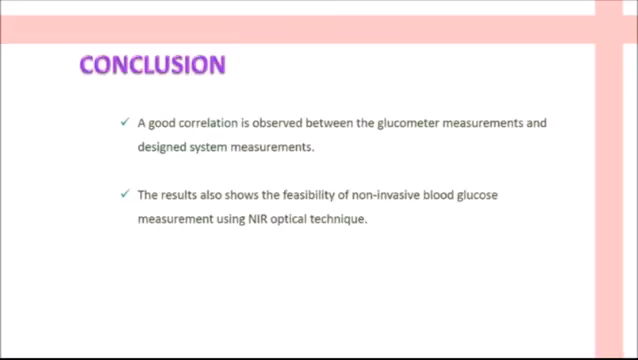 CONCLUSION
✓ A good correlation is observed between the glucometer measurements and
designed system measurements.
✓ The results also shows the feasibility of non-invasive blood glucose
measurement using NIR optical technique.